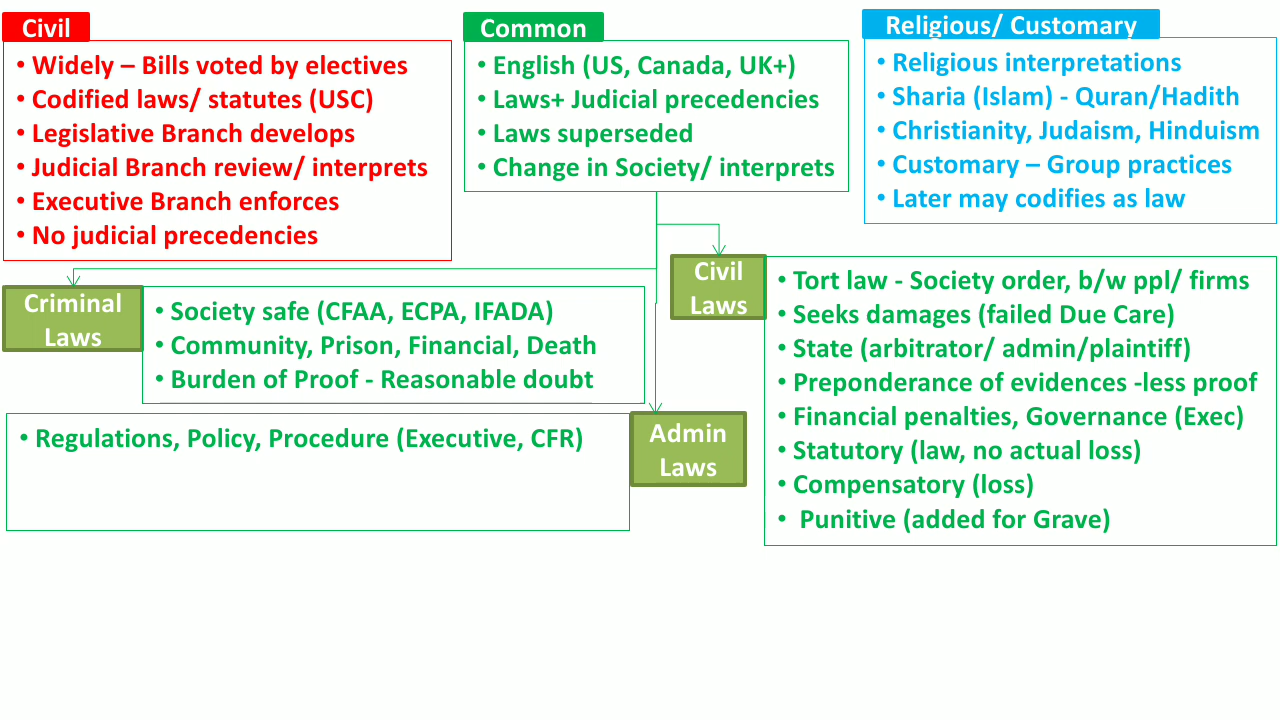 Civil
• Widely – Bills voted by electives
• Codified laws/ statutes (USC)
• Legislative Branch develops
• Judicial Branch review/ interprets
• Executive Branch enforces
• No judicial precedencies
Common
• English (US, Canada, UK+)
• Laws+ Judicial precedencies
• Laws superseded
• Change in Society/ interprets
Religious/ Customary
• Religious interpretations
• Sharia (Islam) - Quran/Hadith
• Christianity, Judaism, Hinduism
• Customary – Group practices
• Later may codifies as law
Criminal
Laws
• Society safe (CFAA, ECPA, IFADA)
• Community, Prison, Financial, Death
• Burden of Proof - Reasonable doubt
Civil
Laws
• Tort law - Society order, b/w ppl/ firms
• Seeks damages (failed Due Care)
• State (arbitrator/ admin/plaintiff)
• Preponderance of evidences -less proof
• Financial penalties, Governance (Exec)
• Statutory (law, no actual loss)
• Compensatory (loss)
• Punitive (added for Grave)
• Regulations, Policy, Procedure (Executive, CFR)
Admin
Laws